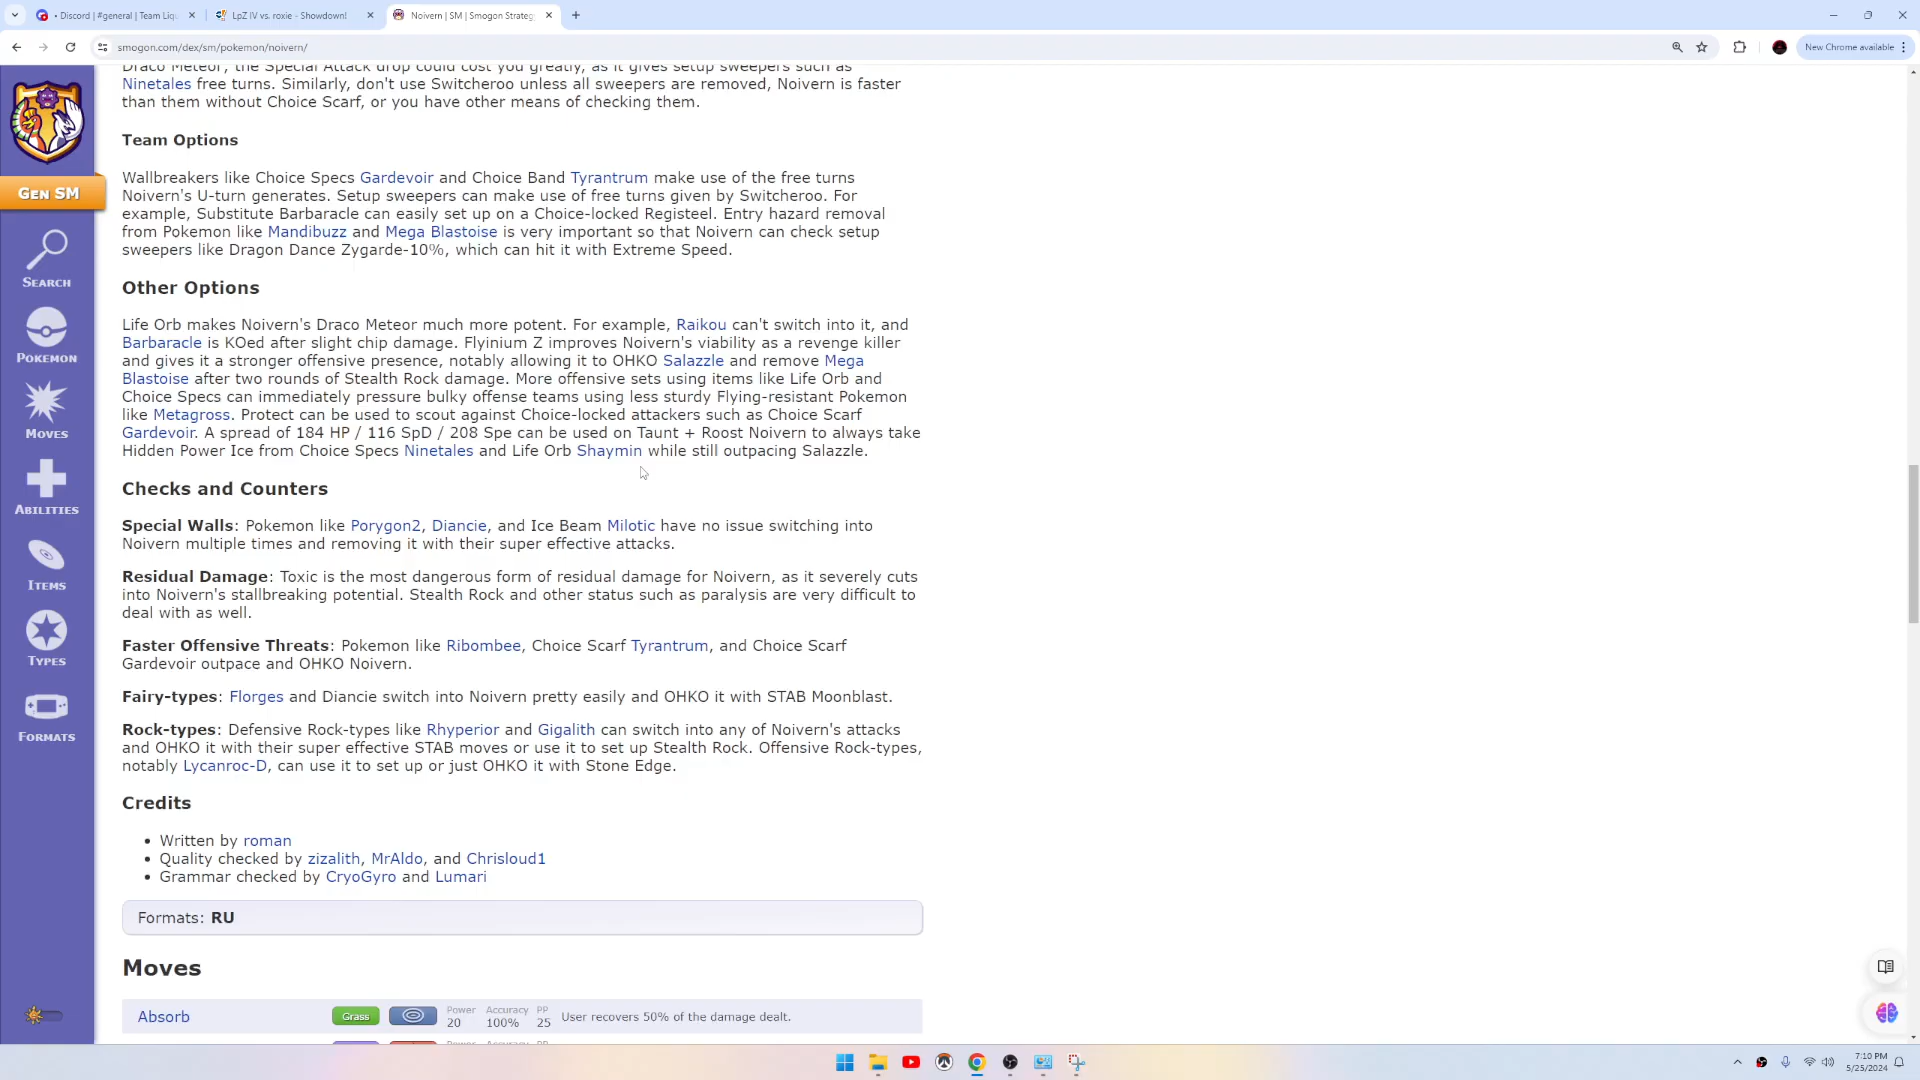 • Discord | #general | Team Liqu
LpZ IV vs. roxie - Showdown!
Noivern | SM | Smogon Strategy
smogon.com/dex/sm/pokemon/noivern/
New Chrome available
Draco Meteor, the Special Attack drop could cost you greatly, as it gives setup sweepers such as
Ninetales free turns. Similarly, don't use Switcheroo unless all sweepers are removed, Noivern is faster
than them without Choice Scarf, or you have other means of checking them.
Team Options
Wallbreakers like Choice Specs Gardevoir and Choice Band Tyrantrum make use of the free turns
Noivern's U-turn generates. Setup sweepers can make use of free turns given by Switcheroo. For
example, Substitute Barbaracle can easily set up on a Choice-locked Registeel. Entry hazard removal
from Pokemon like Mandibuzz and Mega Blastoise is very important so that Noivern can check setup
sweepers like Dragon Dance Zygarde-10%, which can hit it with Extreme Speed.
Other Options
Life Orb makes Noivern's Draco Meteor much more potent. For example, Raikou can't switch into it, and
Barbaracle is KOed after slight chip damage. Flyinium Z improves Noivern's viability as a revenge killer
and gives it a stronger offensive presence, notably allowing it to OHKO Salazzle and remove Mega
Blastoise after two rounds of Stealth Rock damage. More offensive sets using items like Life Orb and
Choice Specs can immediately pressure bulky offense teams using less sturdy Flying-resistant Pokemon
like Metagross. Protect can be used to scout against Choice-locked attackers such as Choice Scarf
Gardevoir. A spread of 184 HP / 116 SpD / 208 Spe can be used on Taunt + Roost Noivern to always take
Hidden Power Ice from Choice Specs Ninetales and Life Orb Shaymin while still outpacing Salazzle.
Checks and Counters
Special Walls: Pokemon like Porygon2, Diancie, and Ice Beam Milotic have no issue switching into
Noivern multiple times and removing it with their super effective attacks.
Residual Damage: Toxic is the most dangerous form of residual damage for Noivern, as it severely cuts
into Noivern's stallbreaking potential. Stealth Rock and other status such as paralysis are very difficult to
deal with as well.
Faster Offensive Threats: Pokemon like Ribombee, Choice Scarf Tyrantrum, and Choice Scarf
Gardevoir outpace and OHKO Noivern.
Fairy-types: Florges and Diancie switch into Noivern pretty easily and OHKO it with STAB Moonblast.
Rock-types: Defensive Rock-types like Rhyperior and Gigalith can switch into any of Noivern's attacks
and OHKO it with their super effective STAB moves or use it to set up Stealth Rock. Offensive Rock-types,
notably Lycanroc-D, can use it to set up or just OHKO it with Stone Edge.
Credits
• Written by roman
• Quality checked by zizalith, MrAldo, and Chrisloud1
• Grammar checked by CryoGyro and Lumari
Formats: RU
Moves
Absorb Grass Power 20 Accuracy 100% PP 25 User recovers 50% of the damage dealt.
GEN SM
SEARCH
POKEMON
MOVES
ABILITIES
ITEMS
TYPES
FORMATS
7:10 PM
5/25/2024